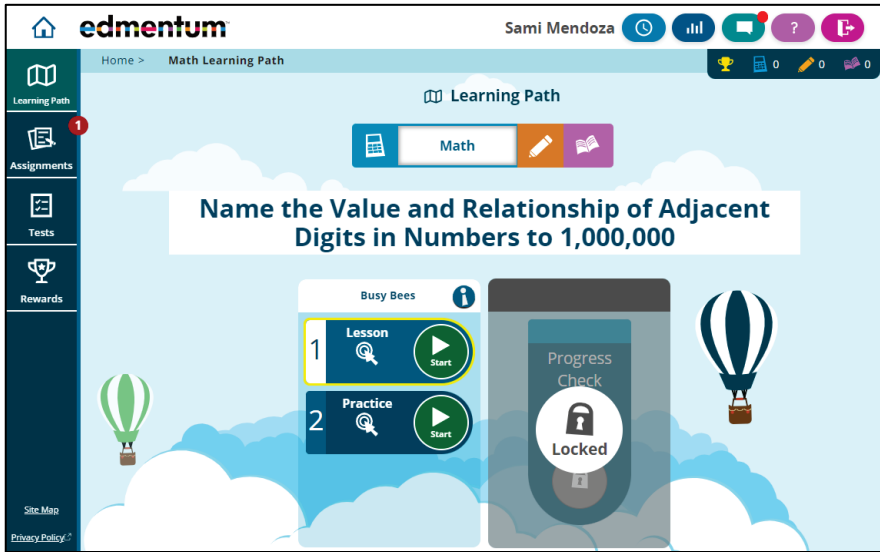 edmentum
Sami Mendoza
?
Home > Math Learning Path
0 0 0
Learning Path
1
Assignments
Tests
Rewards
Site Map
Privacy Policy
Learning Path
Math
Name the Value and Relationship of Adjacent
Digits in Numbers to 1,000,000
Busy Bees
i
1 Lesson Start
2 Practice Start
Progress
Check
Locked